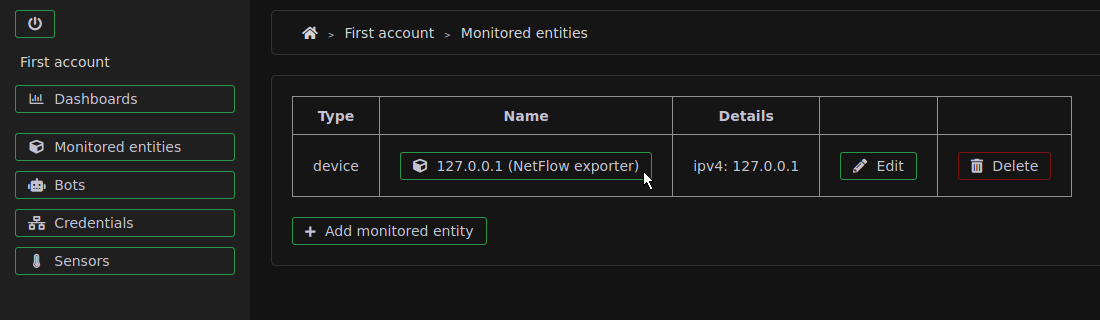 First account
Dashboards
Monitored entities
Bots
Credentials
Sensors
> First account > Monitored entities
Type Name Details
device 127.0.0.1 (NetFlow exporter) ipv4: 127.0.0.1 Edit Delete
+ Add monitored entity